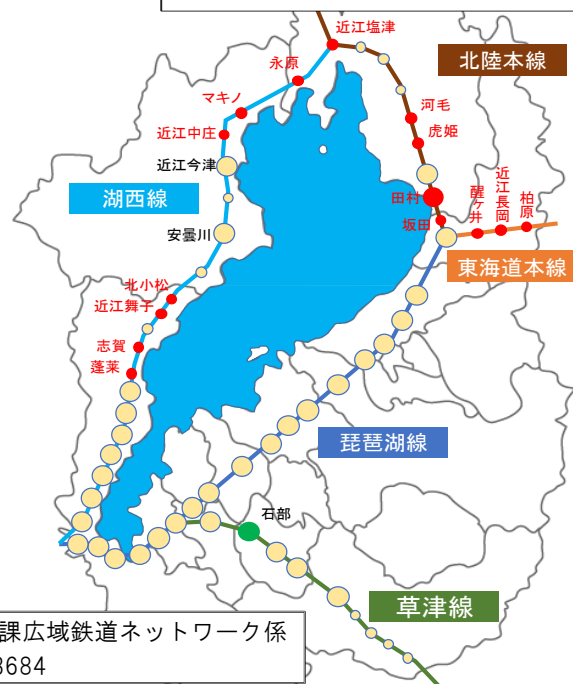 近江塩津
北陸本線
永原
マキノ
河毛
近江中庄
虎姫
近江今津
田村
醒ヶ井
近江長岡
柏原
湖西線
坂田
安曇川
東海道本線
北小松
近江舞子
志賀
蓬莱
琵琶湖線
石部
草津線
課広域鉄道ネットワーク係
3684